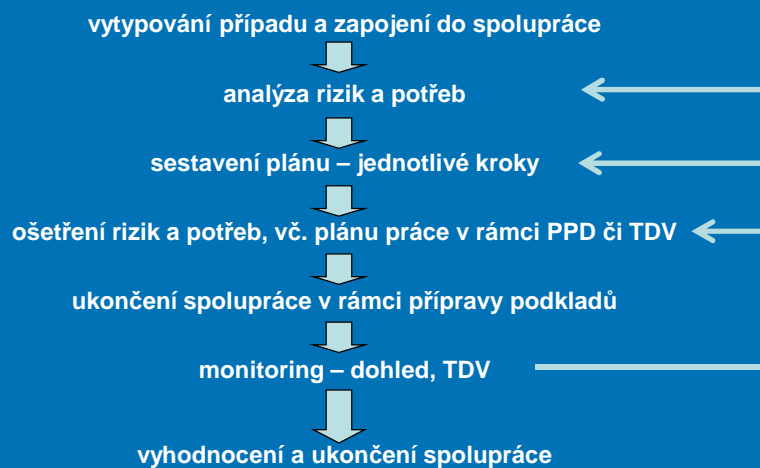 vytypování případu a zapojení do spolupráce
analýza rizik a potřeb
sestavení plánu – jednotlivé kroky
ošetření rizik a potřeb, vč. plánu práce v rámci PPD či TDV
ukončení spolupráce v rámci přípravy podkladů
monitoring – dohled, TDV
vyhodnocení a ukončení spolupráce